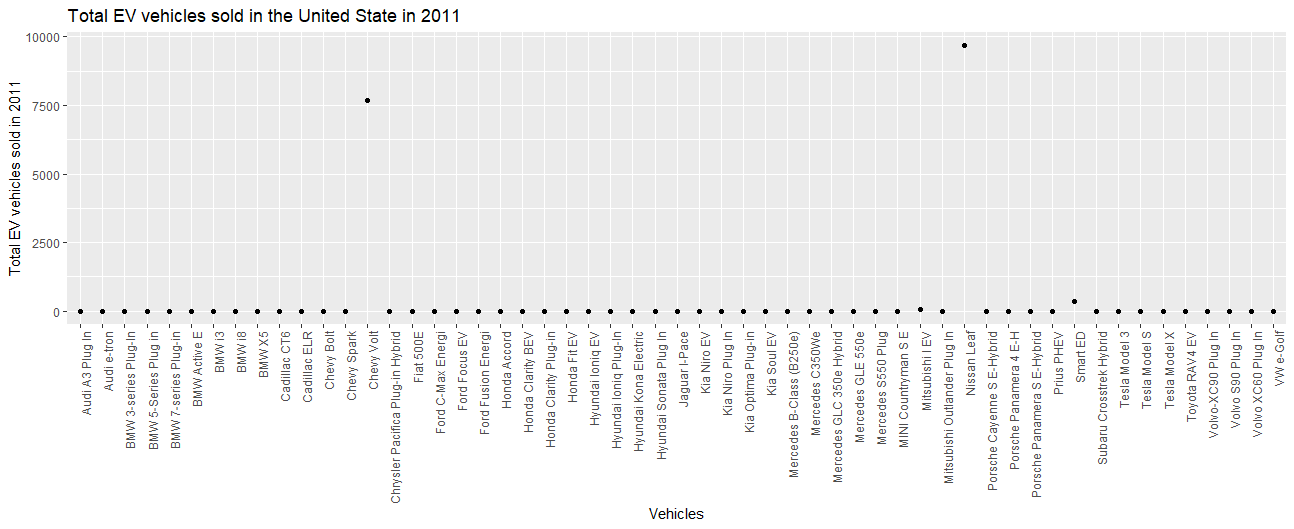 Total EV vehicles sold in the United State in 2011
Total EV vehicles sold in 2011
10000
7500
5000
2500
0
Audi A3 Plug In
Audi e-tron
BMW 3-series Plug-In
BMW 5-Series Plug in
BMW 7-series Plug-in
BMW Active E
BMW i3
BMW i8
BMW X5
Cadillac CT6
Cadillac ELR
Chevy Bolt
Chevy Spark
Chevy Volt
Chrysler Pacifica Plug-in Hybrid
Fiat 500E
Ford C-Max Energi
Ford Focus EV
Ford Fusion Energi
Honda Accord
Honda Clarity BEV
Honda Clarity Plug-in
Honda Fit EV
Hyundai Ioniq EV
Hyundai Ioniq Plug-In
Hyundai Kona Electric
Hyundai Sonata Plug In
Jaguar I-Pace
Kia Niro EV
Kia Niro Plug In
Kia Optima Plug-in
Kia Soul EV
Mercedes B-Class (B250e)
Mercedes C350We
Mercedes GLC 350e Hybrid
Mercedes GLE 550e
Mercedes S550 Plug
MINI Countryman S E
Mitsubishi I EV
Mitsubishi Outlander Plug In
Nissan Leaf
Porsche Cayenne S E-Hybrid
Porsche Panamera 4 E-H
Porsche Panamera S E-Hybrid
Prius PHEV
Smart ED
Subaru Crosstrek Hybrid
Tesla Model 3
Tesla Model S
Tesla Model X
Toyota RAV4 EV
Volvo-XC90 Plug In
Volvo S90 Plug In
Volvo XC60 Plug In
VW e-Golf
Vehicles